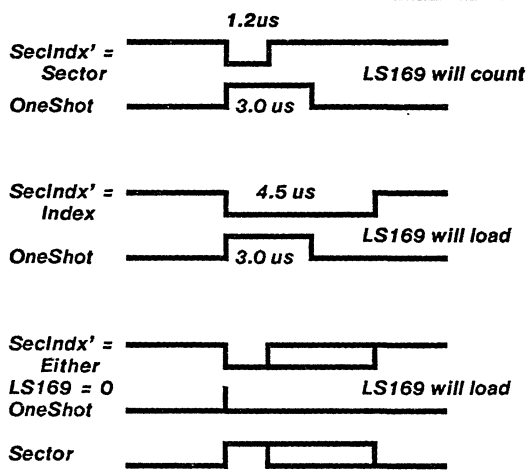 1.2us
SecIndx' =
Sector
LS169 will count
OneShot
3.0 us
SecIndx' =
Index
4.5 us
LS169 will load
OneShot
3.0 us
SecIndx' =
Either
LS169 = 0
LS169 will load
OneShot
Sector